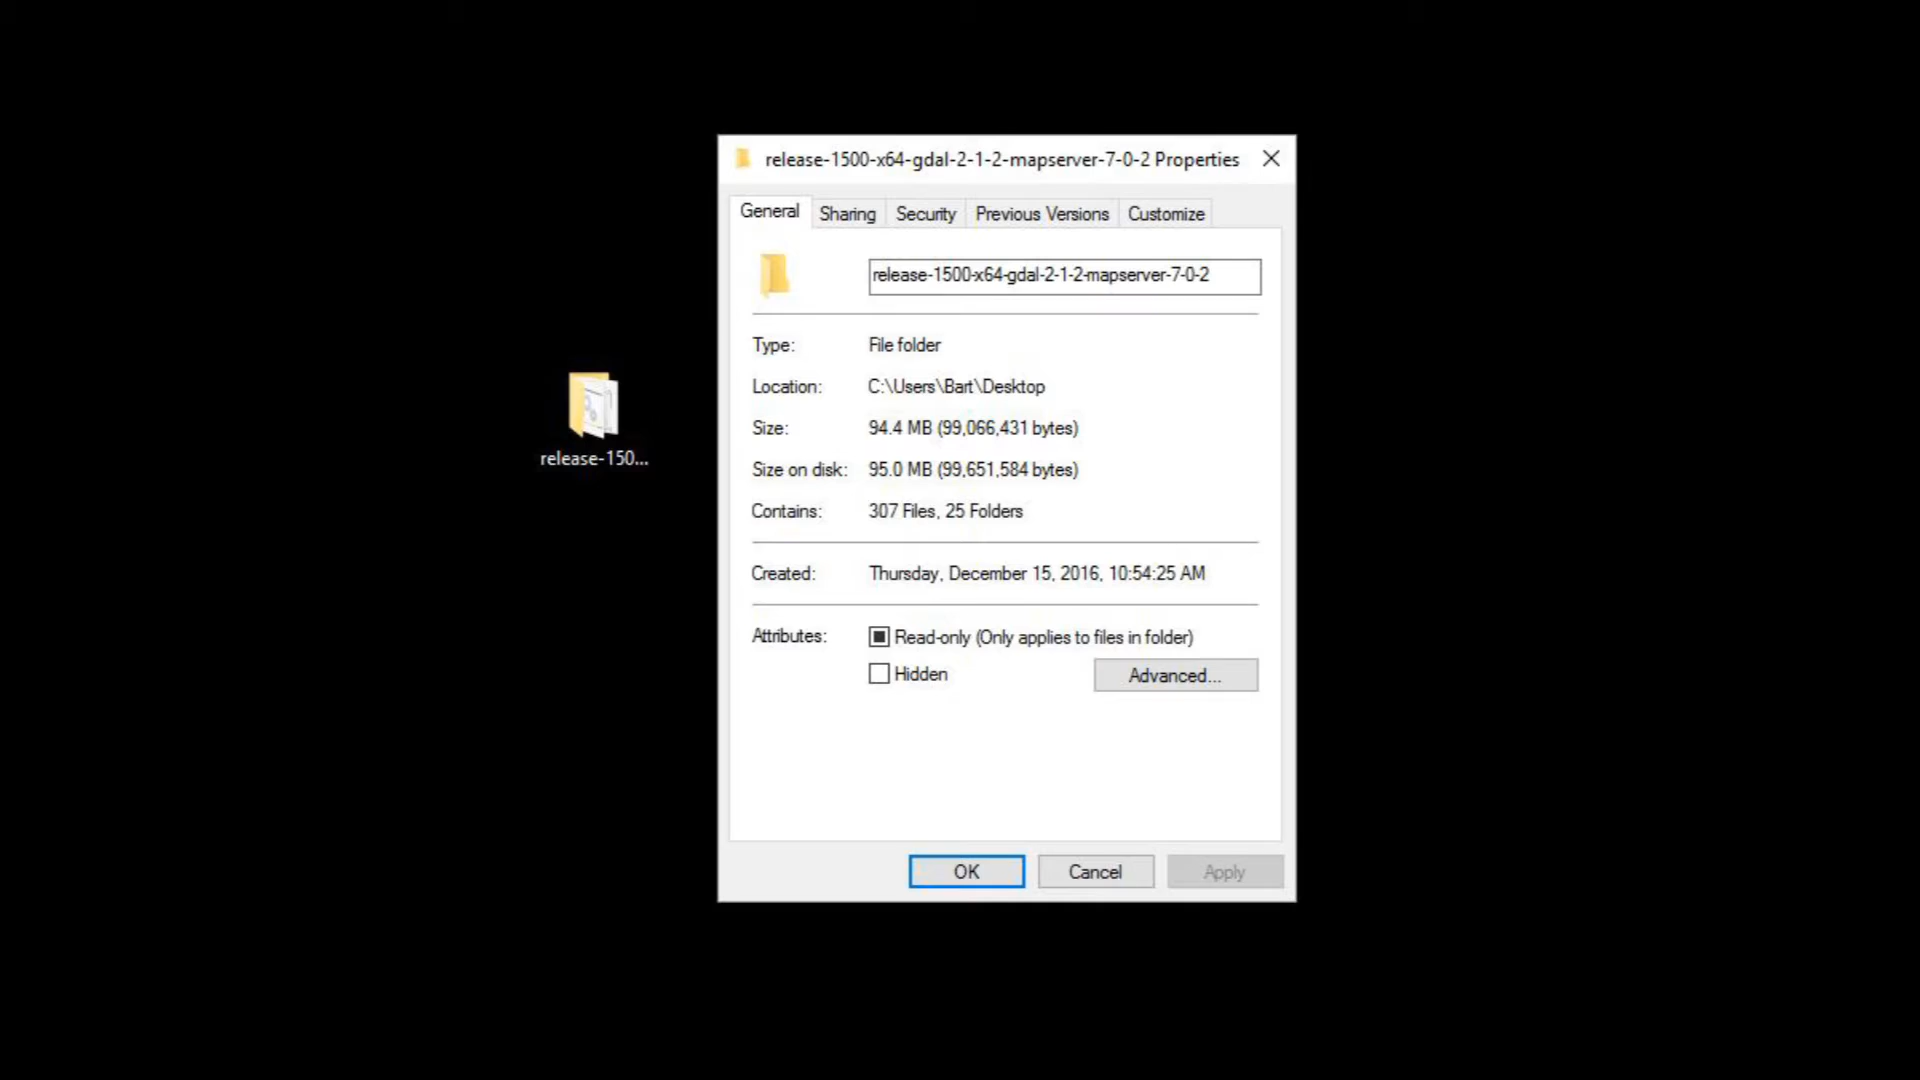 release-1500-x64-gdal-2-1-2-mapserver-7-0-2 Properties
General Sharing Security Previous Versions Customize
release-1500-x64-gdal-2-1-2-mapserver-7-0-2
Type: File folder
Location: C:\Users\Bart\Desktop
Size: 94.4 MB (99,066,431 bytes)
release-150...
Size on disk: 95.0 MB (99,651,584 bytes)
Contains: 307 Files, 25 Folders
Created: Thursday, December 15, 2016, 10:54:25 AM
Attributes: Read-only (Only applies to files in folder)
Hidden Advanced...
OK Cancel Apply